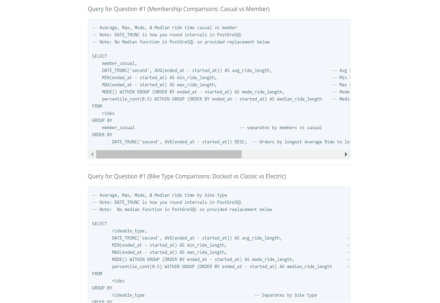 Query for Question #1 (Membership Comparisons: Casual vs Member)
-- Average, Max, Mode, & Median ride time casual vs member
-- Note: DATE_TRUNC is how you round intervals in PostGreSQL
-- Note: No Median function in PostGreSQL so provided replacement below
SELECT
member_casual,
DATE_TRUNC('second', AVG(ended_at - started_at)) AS avg_ride_length, -- Avg
MIN(ended_at - started_at) AS min_ride_length, -- Min
MAX(ended_at - started_at) AS max_ride_length, -- Max
MODE() WITHIN GROUP (ORDER BY ended_at - started_at) AS mode_ride_length, -- Mode
percentile_cont(0.5) WITHIN GROUP (ORDER BY ended_at - started_at) AS median_ride_length -- Medi
FROM
rides
GROUP BY
member_casual -- separates by members vs casual
ORDER BY
DATE_TRUNC('second', AVG(ended_at - started_at)) DESC; -- Orders by longest Average Ride to le
Query for Question #1 (Bike Type Comparisons: Docked vs Classic vs Electric)
-- Average, Max, Mode, & Median ride time by bike type
-- Note: DATE_TRUNC is how you round intervals in PostGreSQL
-- Note: No median function in PostGreSQL so provided replacement below
SELECT
rideable_type,
DATE_TRUNC('second', AVG(ended_at - started_at)) AS avg_ride_length, -
MIN(ended_at - started_at) AS min_ride_length, -
MAX(ended_at - started_at) AS max_ride_length, -
MODE() WITHIN GROUP (ORDER BY ended_at - started_at) AS mode_ride_length, -
percentile_cont(0.5) WITHIN GROUP (ORDER BY ended_at - started_at) AS median_ride_length -
FROM
rides
GROUP BY
rideable_type -- Separates by bike type
ORDER BY